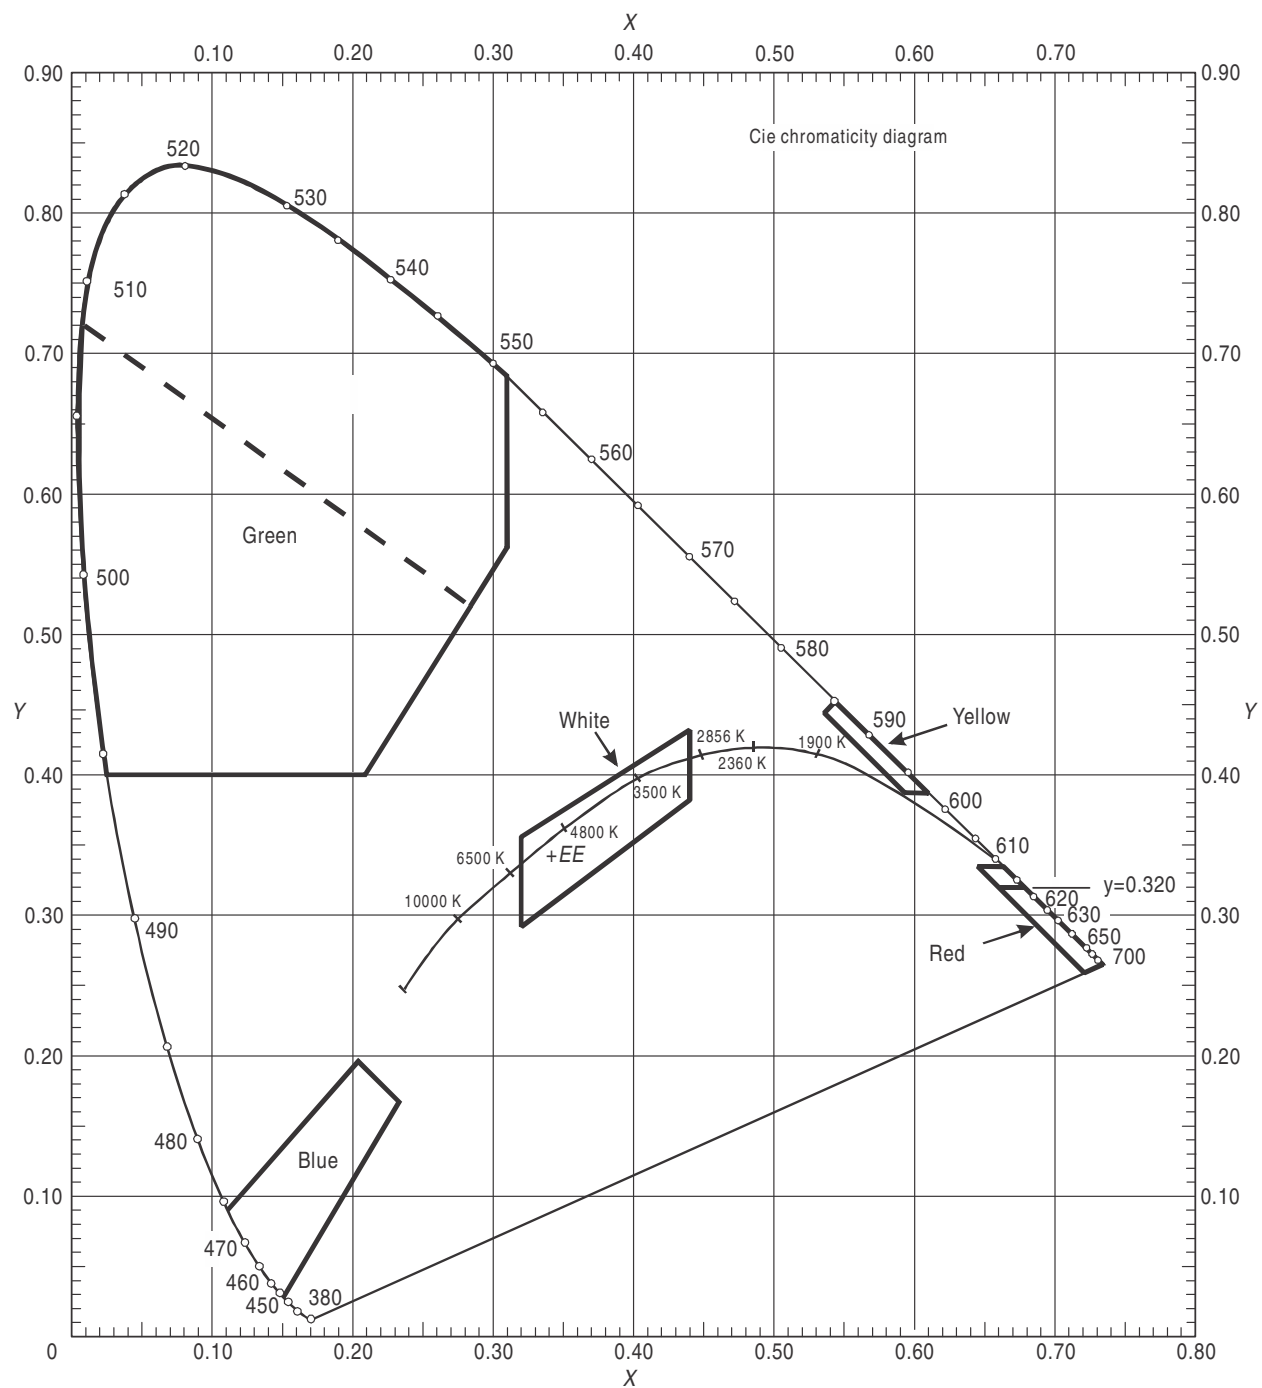 X
0.10 0.20 0.30 0.40 0.50 0.60 0.70
0.90 0.90
Cie chromaticity diagram
520
530
0.80 0.80
540
510
550
0.70 0.70
560
0.60 0.60
Green
570
500
0.50 0.50
580
Y Y
White 590 Yellow
2856 K
1900 K
2360 K
0.40 0.40
3500 K
600
4800 K
610
+EE
6500 K
y=0.320
10000 K
620
0.30 0.30
630
490
650
Red 700
0.20 0.20
480
Blue
0.10 0.10
470
460
450 380
0 0.10 0.20 0.30 0.40 0.50 0.60 0.70 0.80
X